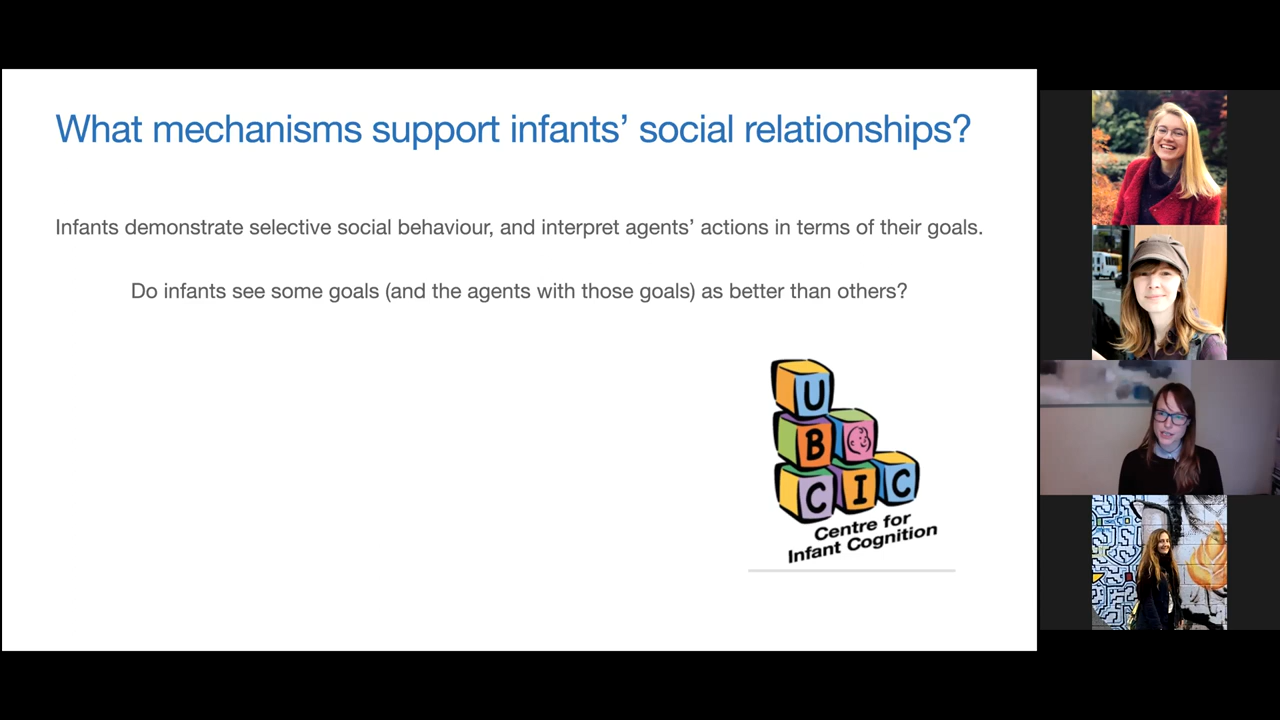 What mechanisms support infants’ social relationships?
Infants demonstrate selective social behaviour, and interpret agents’ actions in terms of their goals.
Do infants see some goals (and the agents with those goals) as better than others?
U
B
C I C
Centre for
Infant Cognition